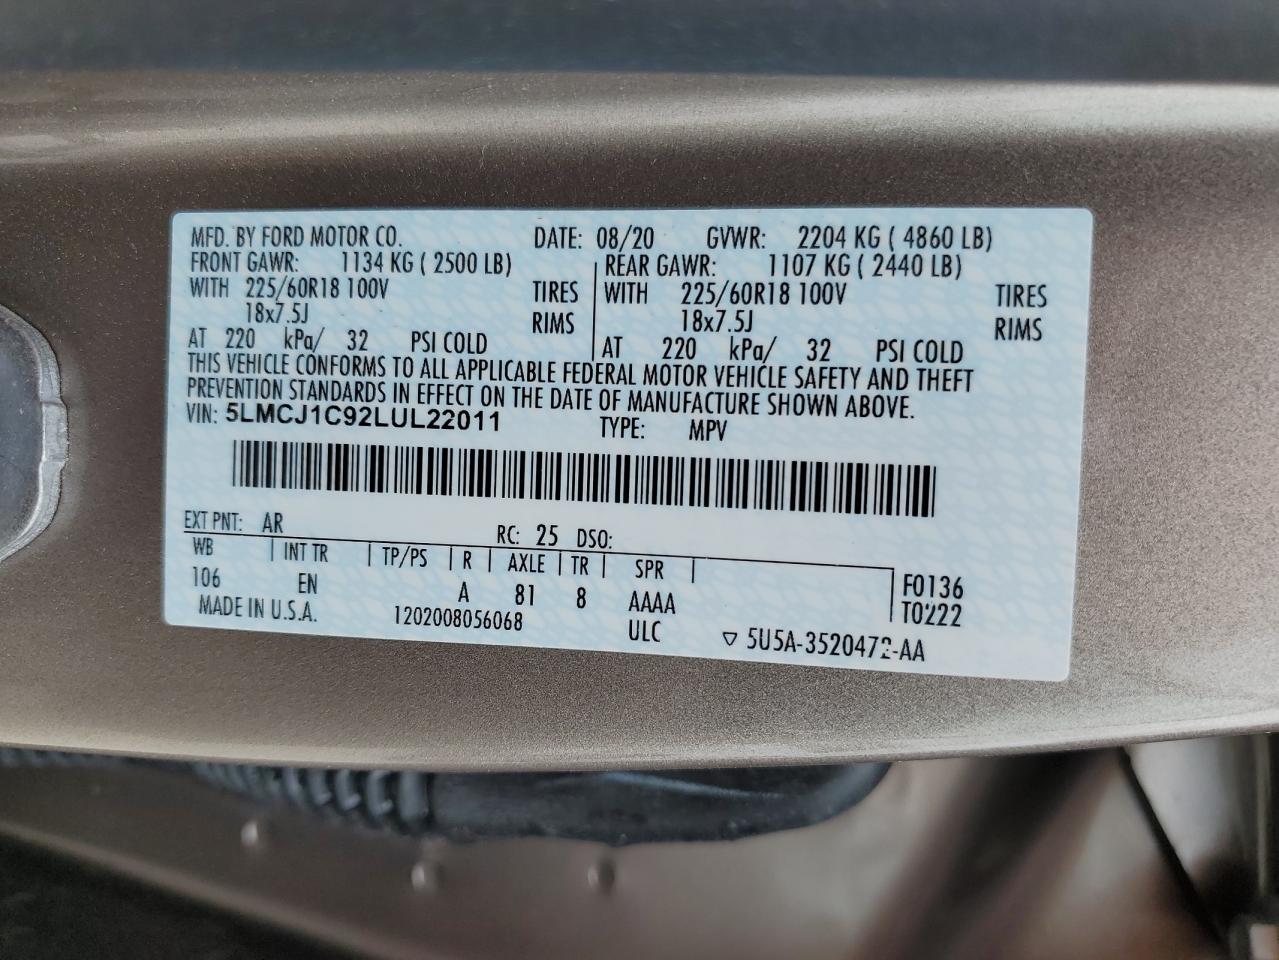 MFD. BY FORD MOTOR CO. DATE: 08/20 GVWR: 2204 KG ( 4860 LB)
FRONT GAWR: 1134 KG ( 2500 LB) REAR GAWR: 1107 KG ( 2440 LB)
WITH 225/60R18 100V TIRES WITH 225/60R18 100V TIRES
18x7.5J RIMS 18x7.5J RIMS
AT 220 kPa/ 32 PSI COLD AT 220 kPa/ 32 PSI COLD
THIS VEHICLE CONFORMS TO ALL APPLICABLE FEDERAL MOTOR VEHICLE SAFETY AND THEFT
PREVENTION STANDARDS IN EFFECT ON THE DATE OF MANUFACTURE SHOWN ABOVE.
VIN: 5LMCJ1C92LUL22011 TYPE: MPV
EXT PNT: AR RC: 25 DSO:
WB INT TR TP/PS R AXLE TR SPR
106 EN A 81 8 AAAA F0136
T0222
MADE IN U.S.A. 1202008056068 ULC ▽ 5U5A-3520472-AA